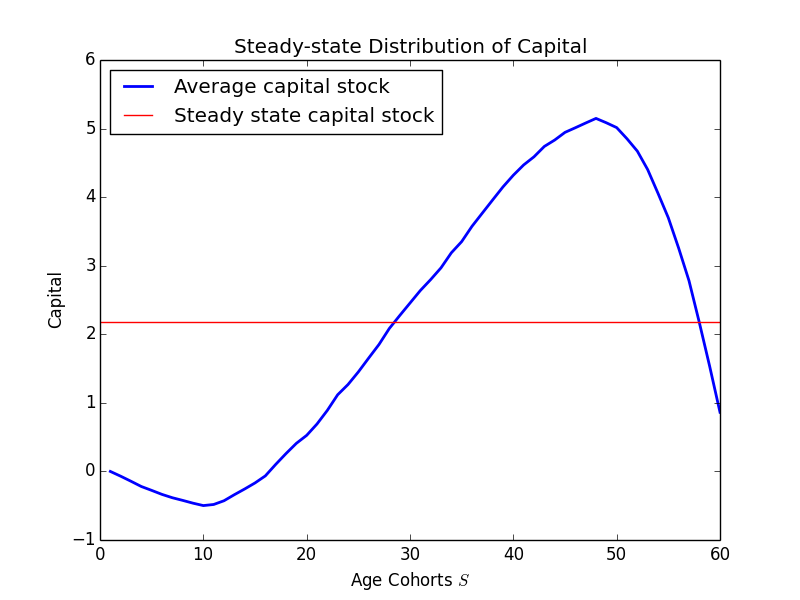 Steady-state Distribution of Capital
Average capital stock
Steady state capital stock
6
5
4
3
2
1
0
−1
Capital
0 10 20 30 40 50 60
Age Cohorts S